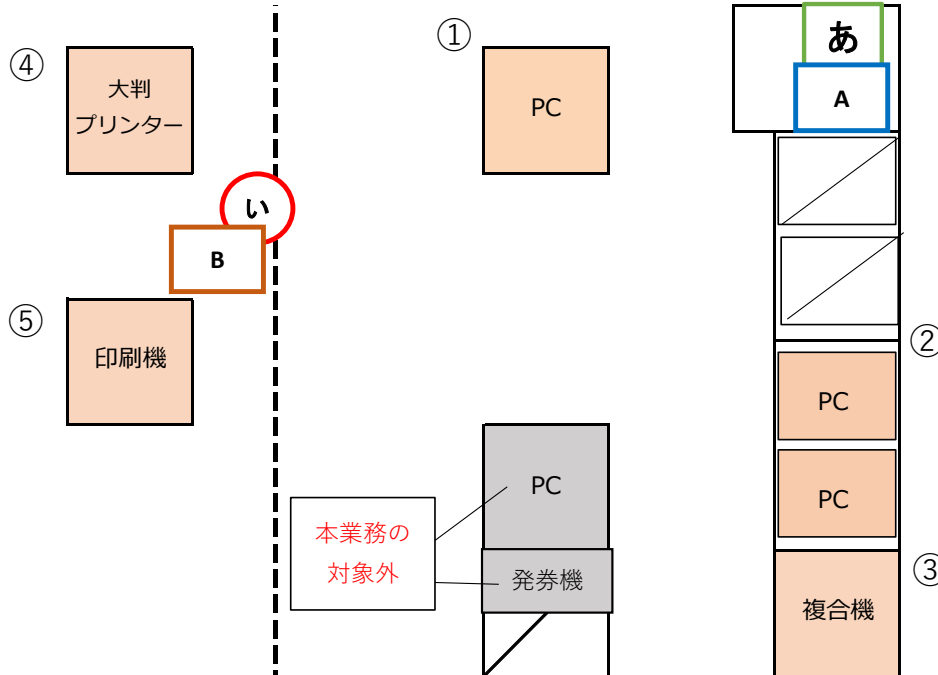 ①
あ
④
大判
プリンター
PC
A
い
B
⑤
印刷機
②
PC
PC
PC
本業務の
対象外
発券機
③
複合機